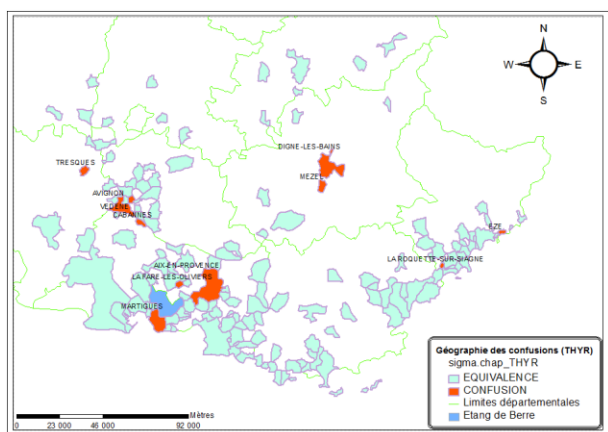 N
W E
S
DIGNE-LES-BAINS
TRESQUES
MEZEL
AVIGNON
VEDENE
CABANNES
EZE
LA ROQUETTE-SUR-SIAGNE
AIX-EN-PROVENCE
LA FARE-LES-OLIVIERS
MARTIGUES
Géographie des confusions (THYR)
sigma.chap_THYR
EQUIVALENCE
CONFUSION
Limites départementales
Etang de Berre
Mètres
0 23 000 46 000 92 000